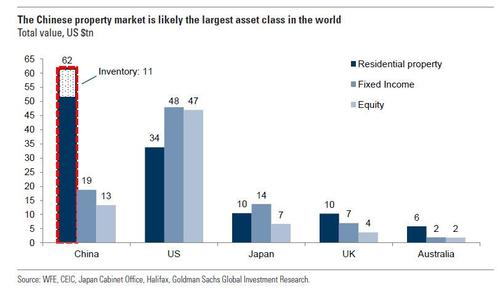 The Chinese property market is likely the largest asset class in the world
Total value, US $tn
65
60
55
50
45
40
35
30
25
20
15
10
5
0
62
Inventory: 11
19
13
34
48
47
10
14
7
10
7
4
6
2
2
Residential property
Fixed Income
Equity
China
US
Japan
UK
Australia
Source: WFE, CEIC, Japan Cabinet Office, Halifax, Goldman Sachs Global Investment Research.